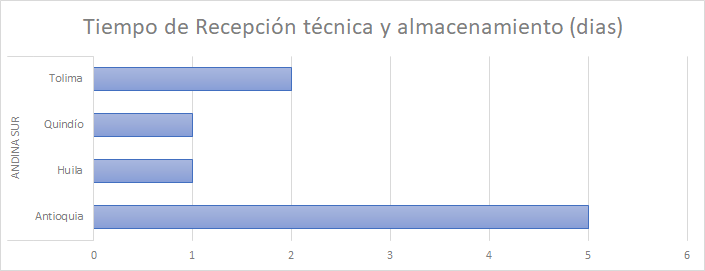 Tiempo de Recepción técnica y almacenamiento (dias)
ANDINA SUR
Tolima
Quindío
Huila
Antioquia
0 1 2 3 4 5 6